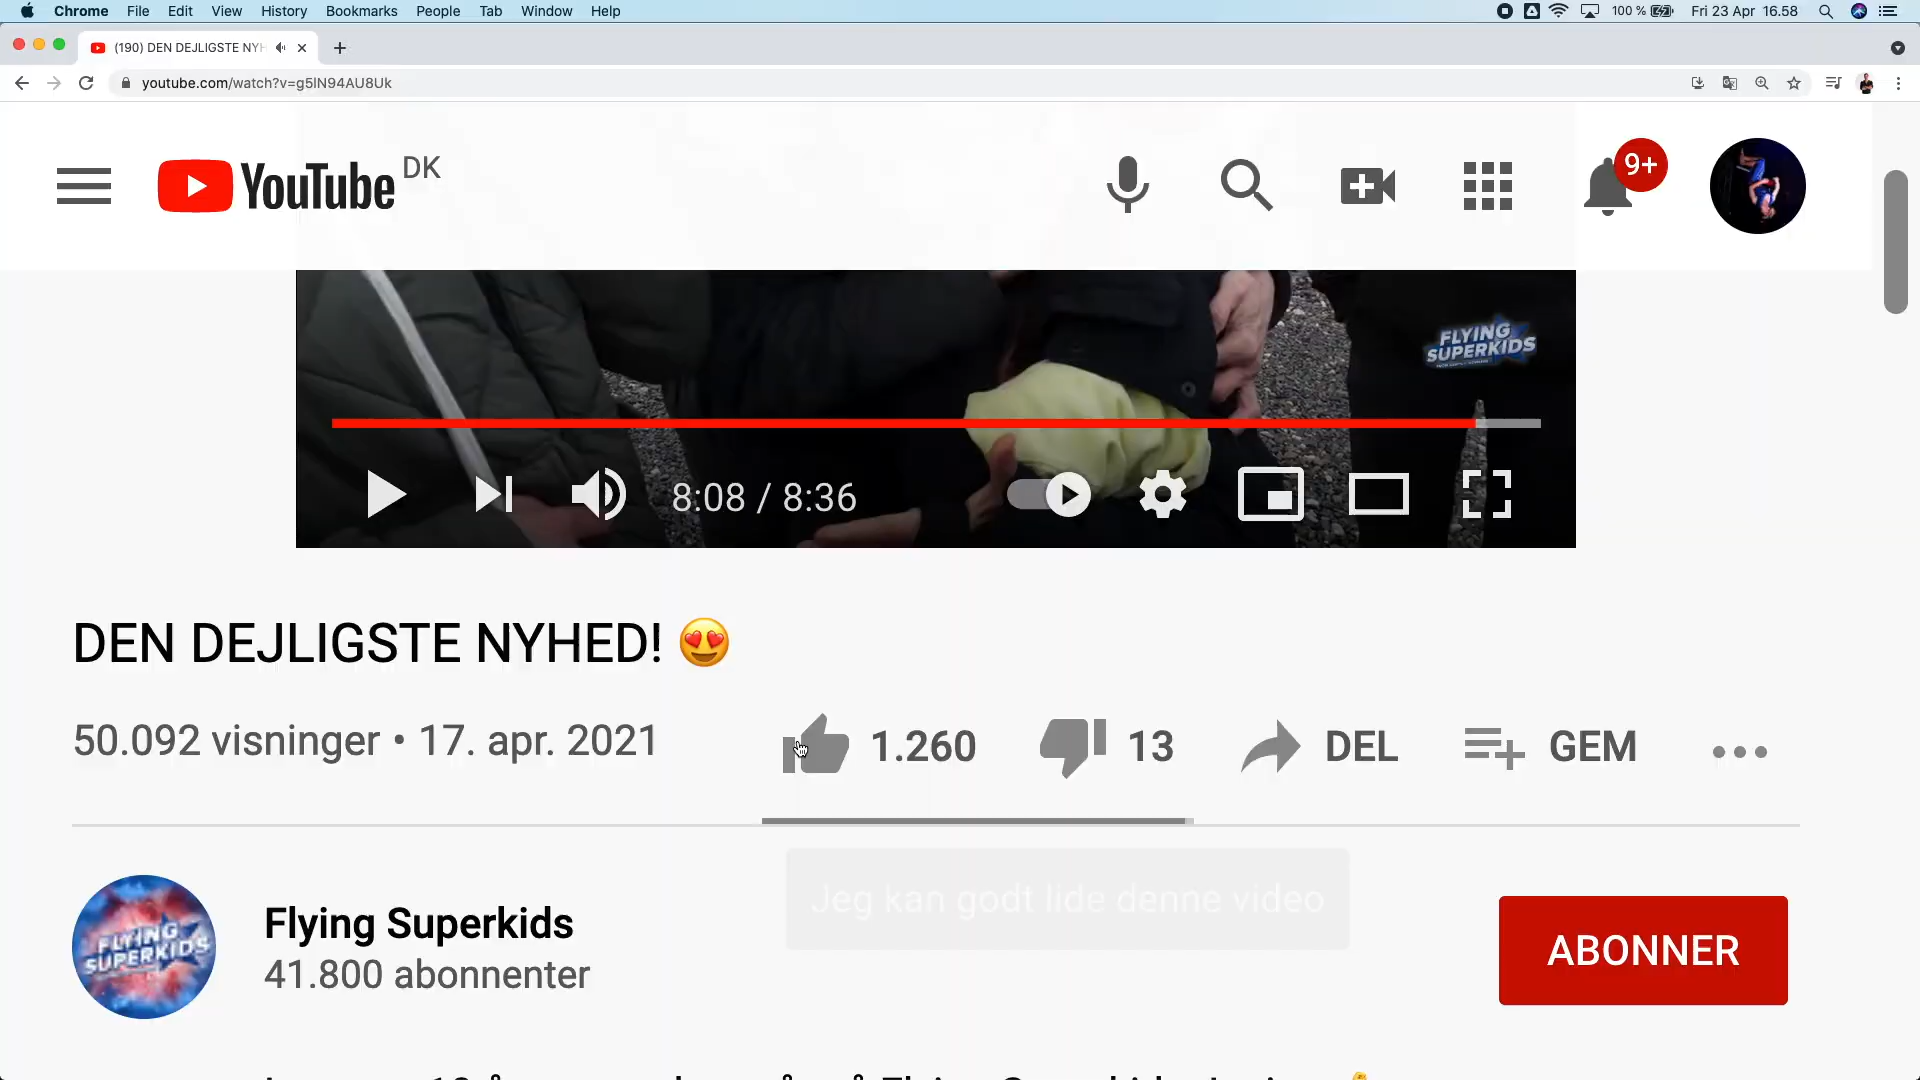 Chrome File Edit View History Bookmarks People Tab Window Help
100 % Fri 23 Apr 16.58
(190) DEN DEJLIGSTE NYH
youtube.com/watch?v=g5lN94AU8Uk
YouTube DK
9+
FLYING
SUPERKIDS
8:08 / 8:36
DEN DEJLIGSTE NYHED! 😍
50.092 visninger • 17. apr. 2021
1.260 13 DEL GEM
Jeg kan godt lide denne video
FLYING
SUPERKIDS
Flying Superkids
41.800 abonnenter
ABONNER